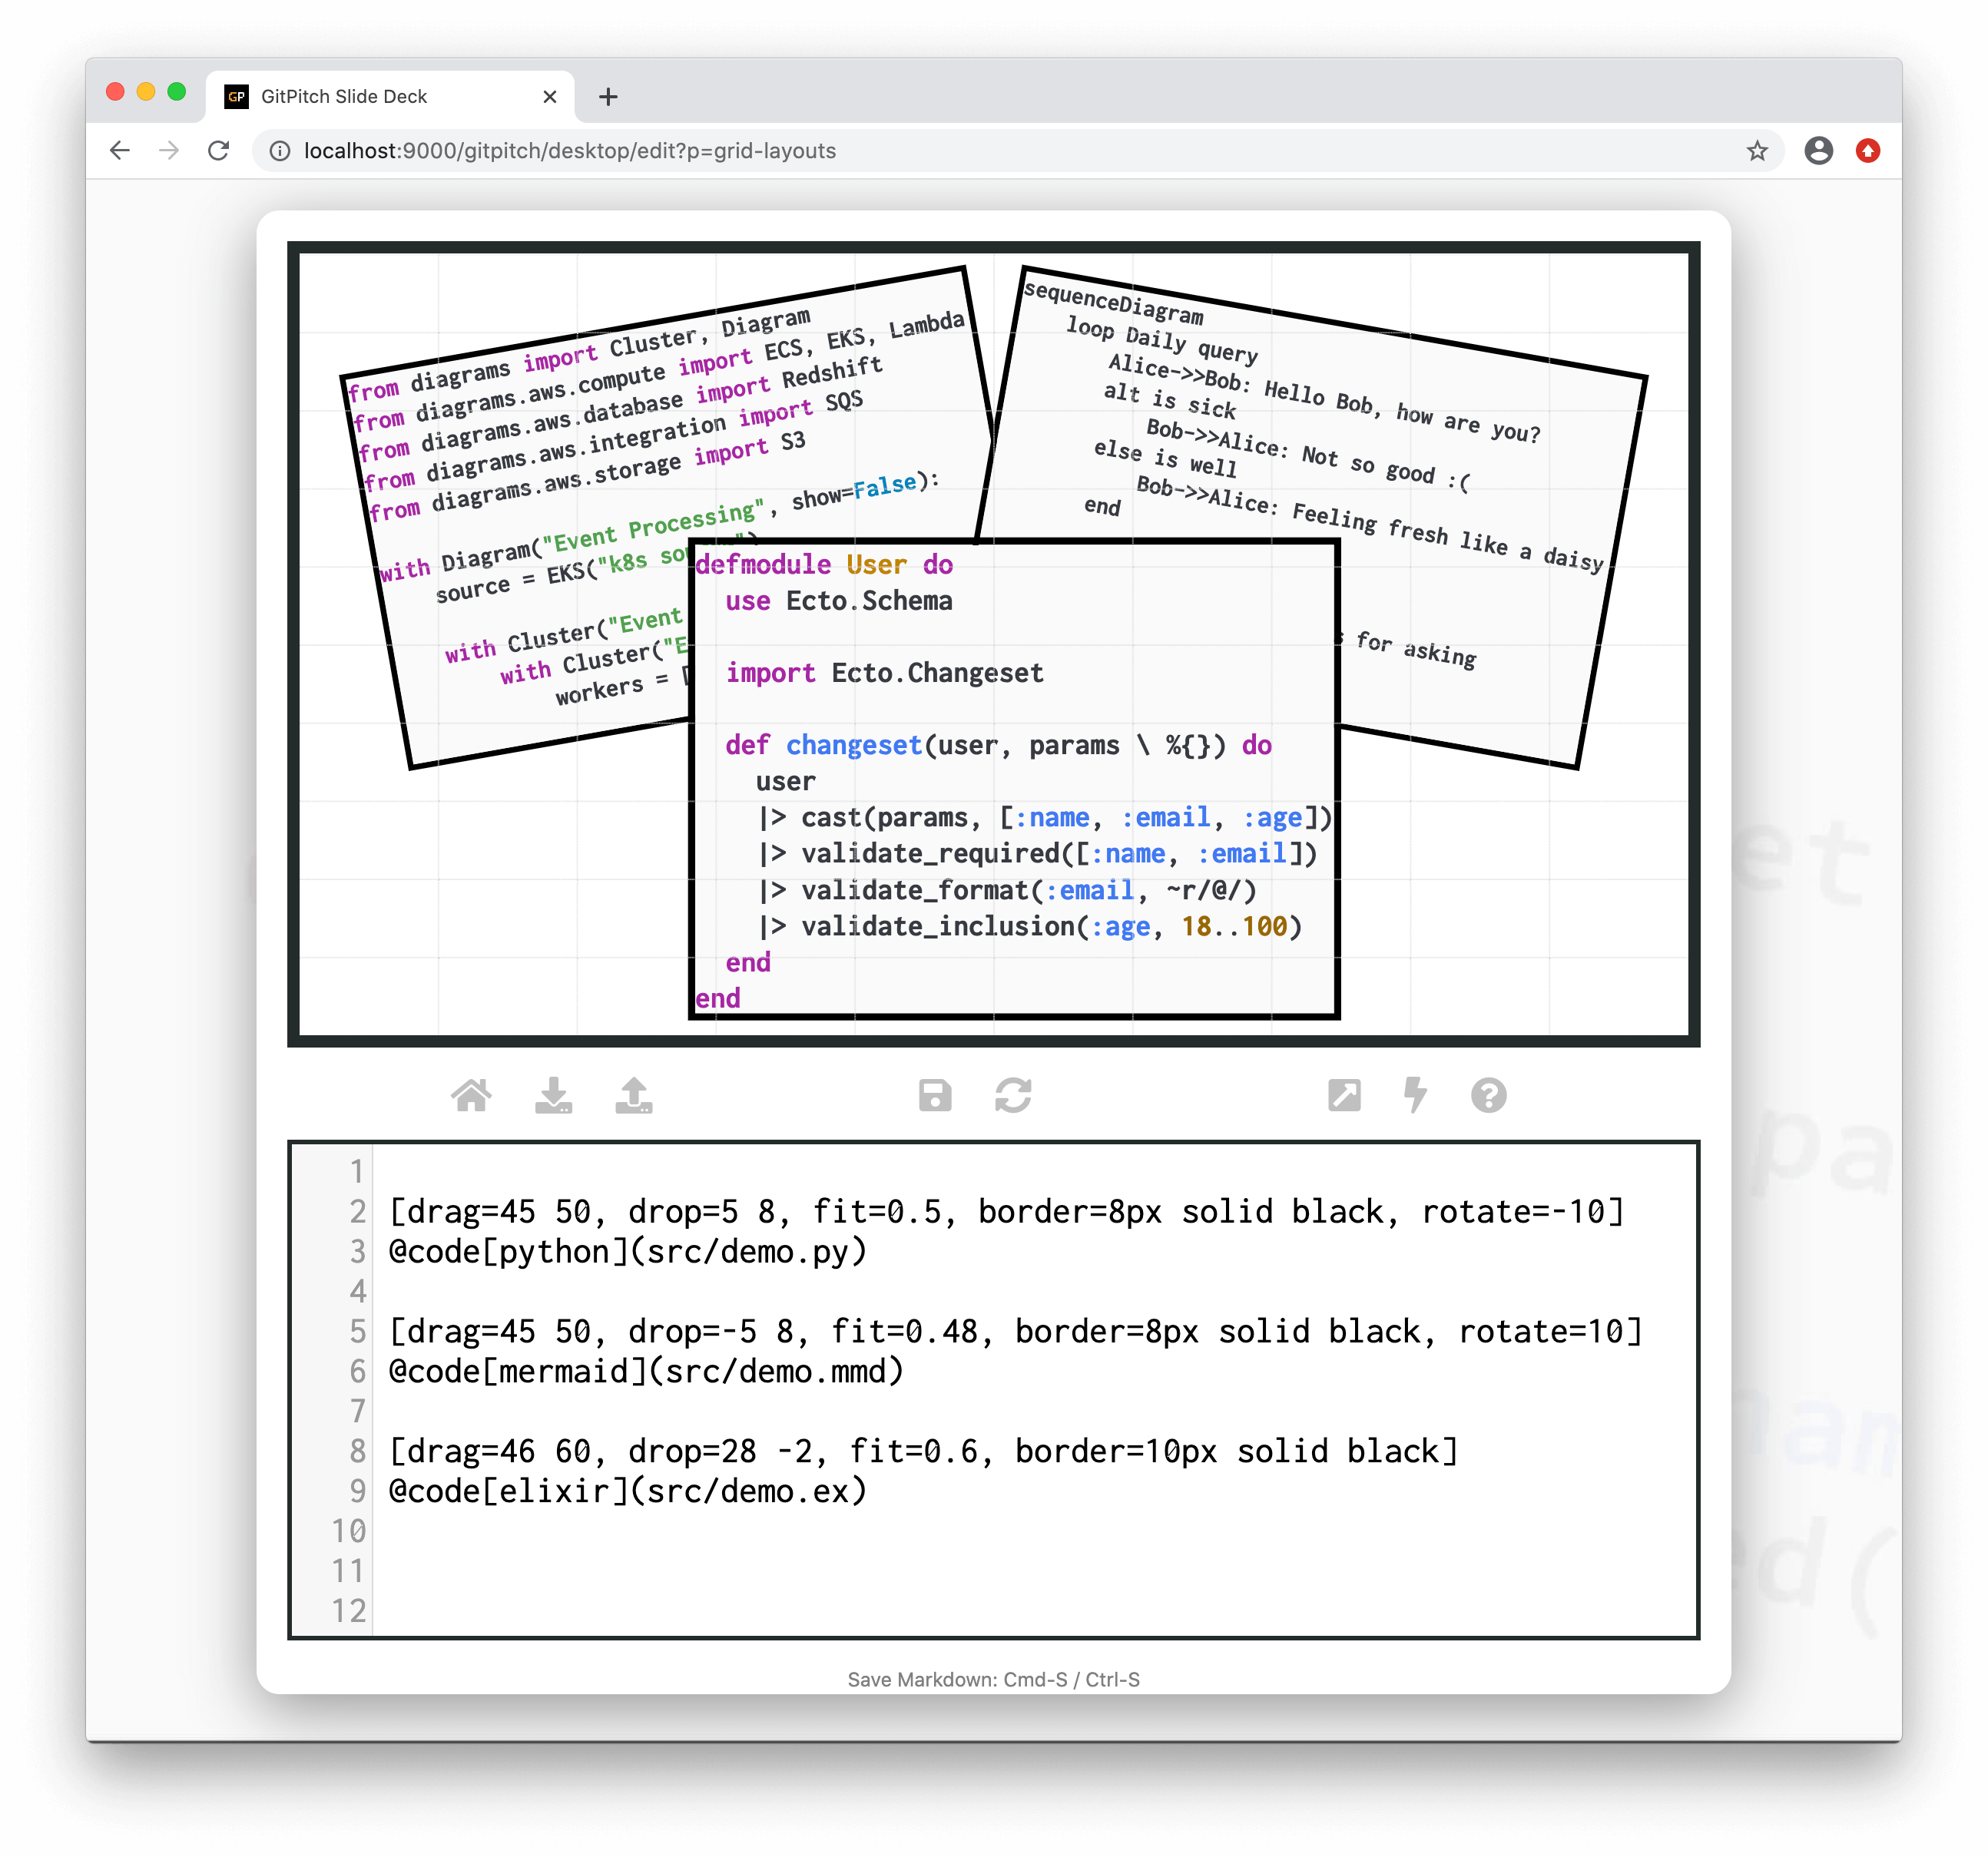 GP GitPitch Slide Deck
localhost:9000/gitpitch/desktop/edit?p=grid-layouts
from diagrams import Cluster, Diagram
from diagrams.aws.compute import ECS, EKS, Lambda
from diagrams.aws.database import Redshift
from diagrams.aws.integration import SQS
from diagrams.aws.storage import S3
with Diagram("Event Processing", show=False):
source = EKS("k8s
with Cluster("Event
with Cluster("E
workers = [
sequenceDiagram
loop Daily query
Alice->>Bob: Hello Bob, how are you?
alt is sick
Bob->>Alice: Not so good :(
else is well
Bob->>Alice: Feeling fresh like a daisy
end
for asking
defmodule User do
use Ecto.Schema
import Ecto.Changeset
def changeset(user, params \ %{}) do
user
|> cast(params, [:name, :email, :age])
|> validate_required([:name, :email])
|> validate_format(:email, ~r/@/)
|> validate_inclusion(:age, 18..100)
end
end
1
2 [drag=45 50, drop=5 8, fit=0.5, border=8px solid black, rotate=-10]
3 @code[python](src/demo.py)
4
5 [drag=45 50, drop=-5 8, fit=0.48, border=8px solid black, rotate=10]
6 @code[mermaid](src/demo.mmd)
7
8 [drag=46 60, drop=28 -2, fit=0.6, border=10px solid black]
9 @code[elixir](src/demo.ex)
10
11
12
Save Markdown: Cmd-S / Ctrl-S
et
pa
nam
ed(